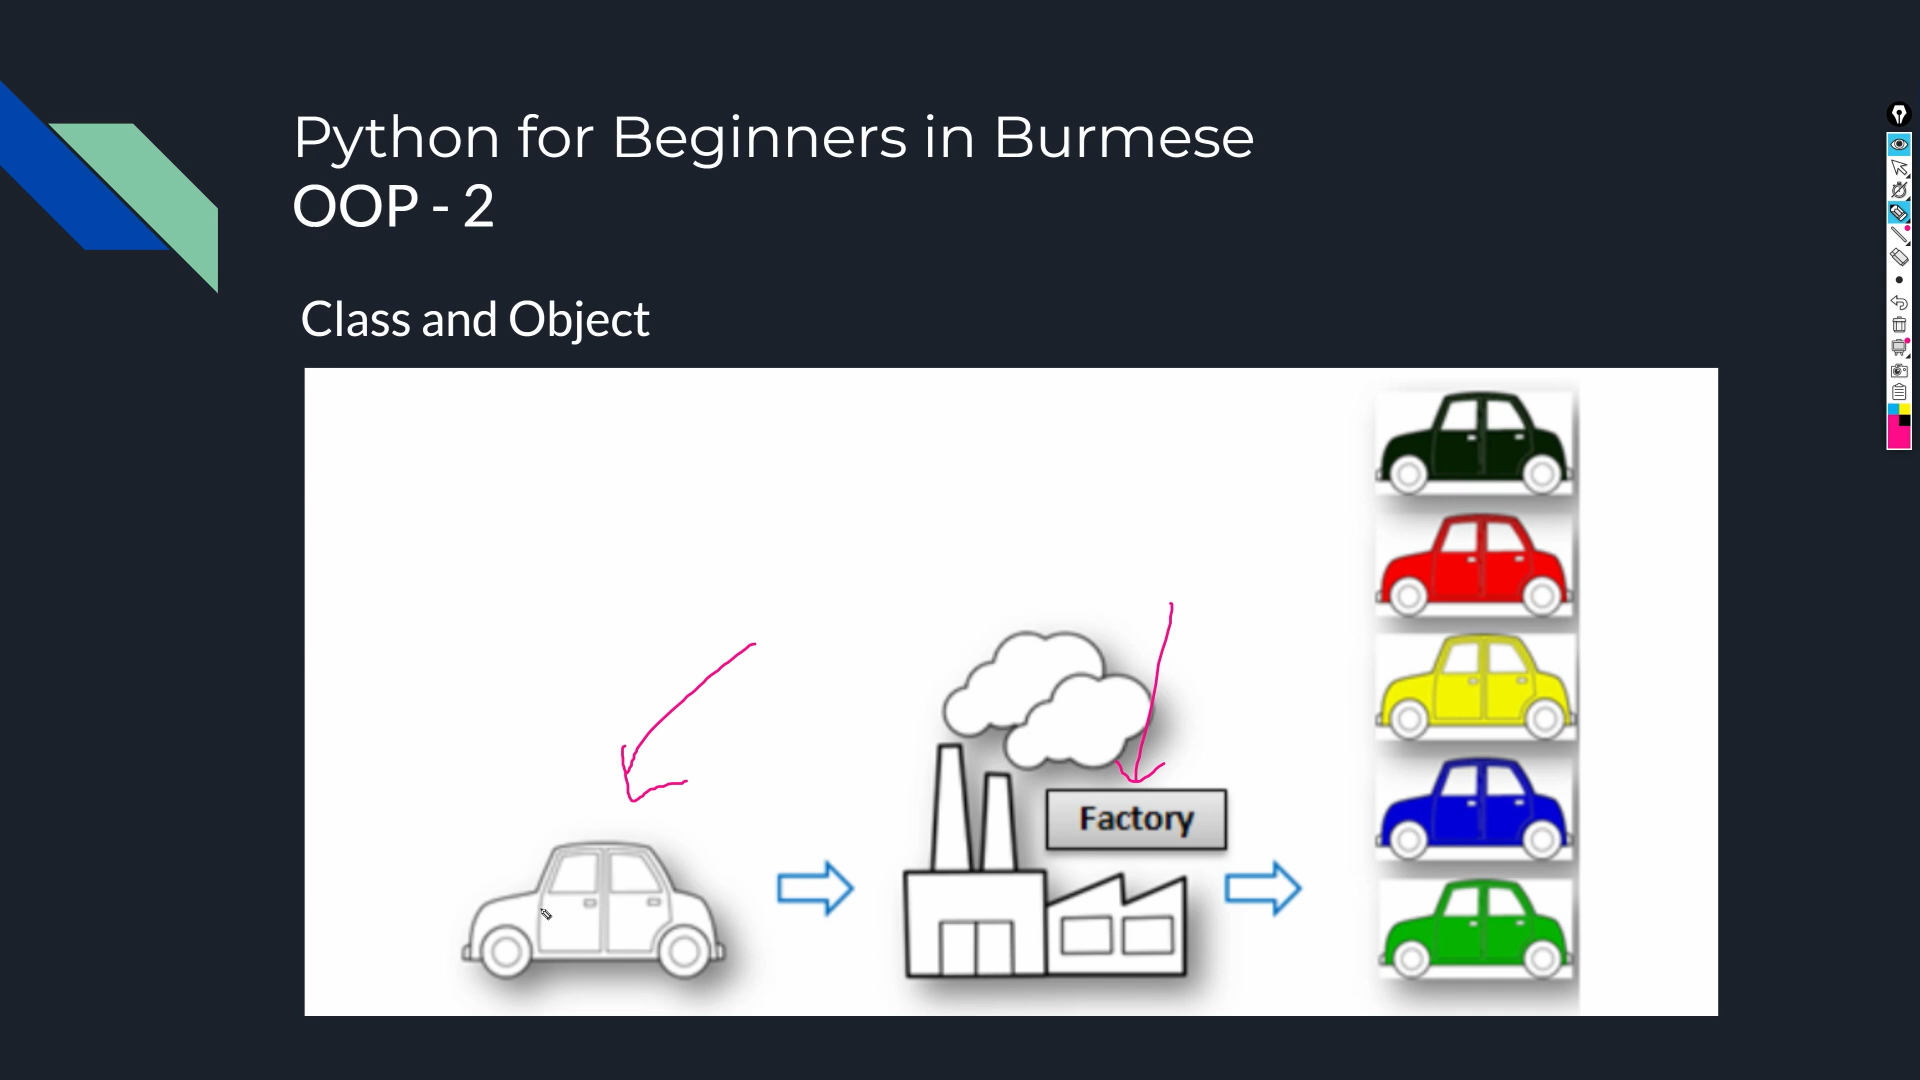 Python for Beginners in Burmese
OOP - 2
Class and Object
Factory